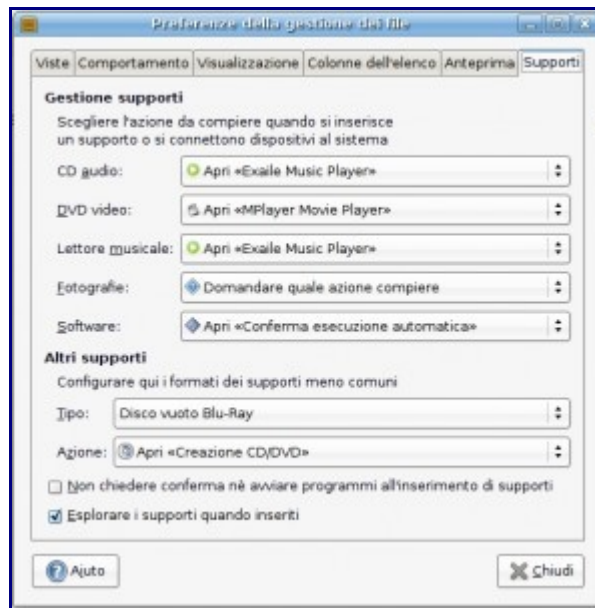 Preferenze della gestione dei file
Viste Comportamento Visualizzazione Colonne dell'elenco Anteprima Supporti
Gestione supporti
Scegliere l'azione da compiere quando si inserisce
un supporto o si connettono dispositivi al sistema
CD audio: Apri «Exaile Music Player»
DVD video: Apri «MPlayer Movie Player»
Lettore musicale: Apri «Exaile Music Player»
Fotografie: Domandare quale azione compiere
Software: Apri «Conferma esecuzione automatica»
Altri supporti
Configurare qui i formati dei supporti meno comuni
Tipo: Disco vuoto Blu-Ray
Azione: Apri «Creazione CD/DVD»
Non chiedere conferma nè avviare programmi all'inserimento di supporti
Esplorare i supporti quando inseriti
Aiuto Chiudi